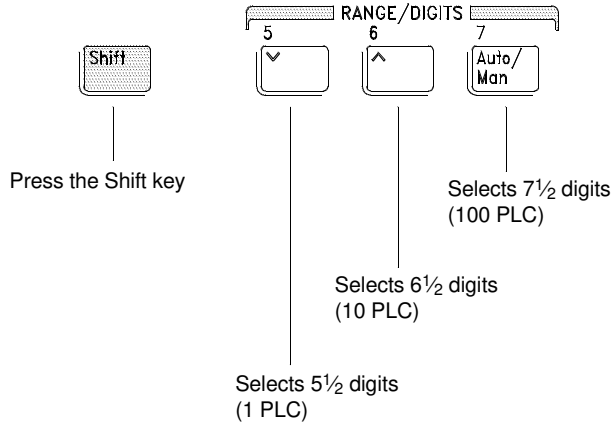 RANGE/DIGITS
5 6 7
Shift
Auto/
Man
Press the Shift key
Selects 7½ digits
(100 PLC)
Selects 6½ digits
(10 PLC)
Selects 5½ digits
(1 PLC)